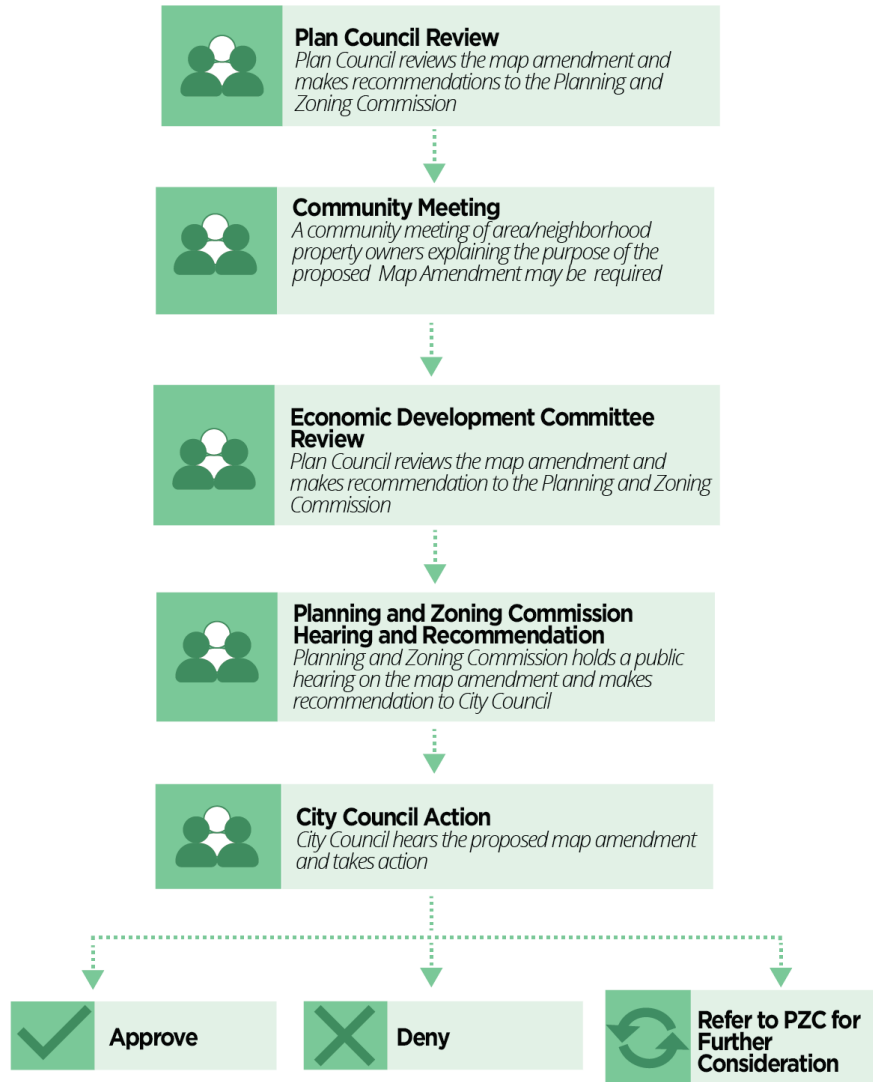 Plan Council Review
Plan Council reviews the map amendment and
makes recommendations to the Planning and
Zoning Commission
Community Meeting
A community meeting of area/neighborhood
property owners explaining the purpose of the
proposed Map Amendment may be required
Economic Development Committee
Review
Plan Council reviews the map amendment and
makes recommendation to the Planning and Zoning
Commission
Planning and Zoning Commission
Hearing and Recommendation
Planning and Zoning Commission holds a public
hearing on the map amendment and makes
recommendation to City Council
City Council Action
City Council hears the proposed map amendment
and takes action
Approve
Deny
Refer to PZC for
Further
Consideration